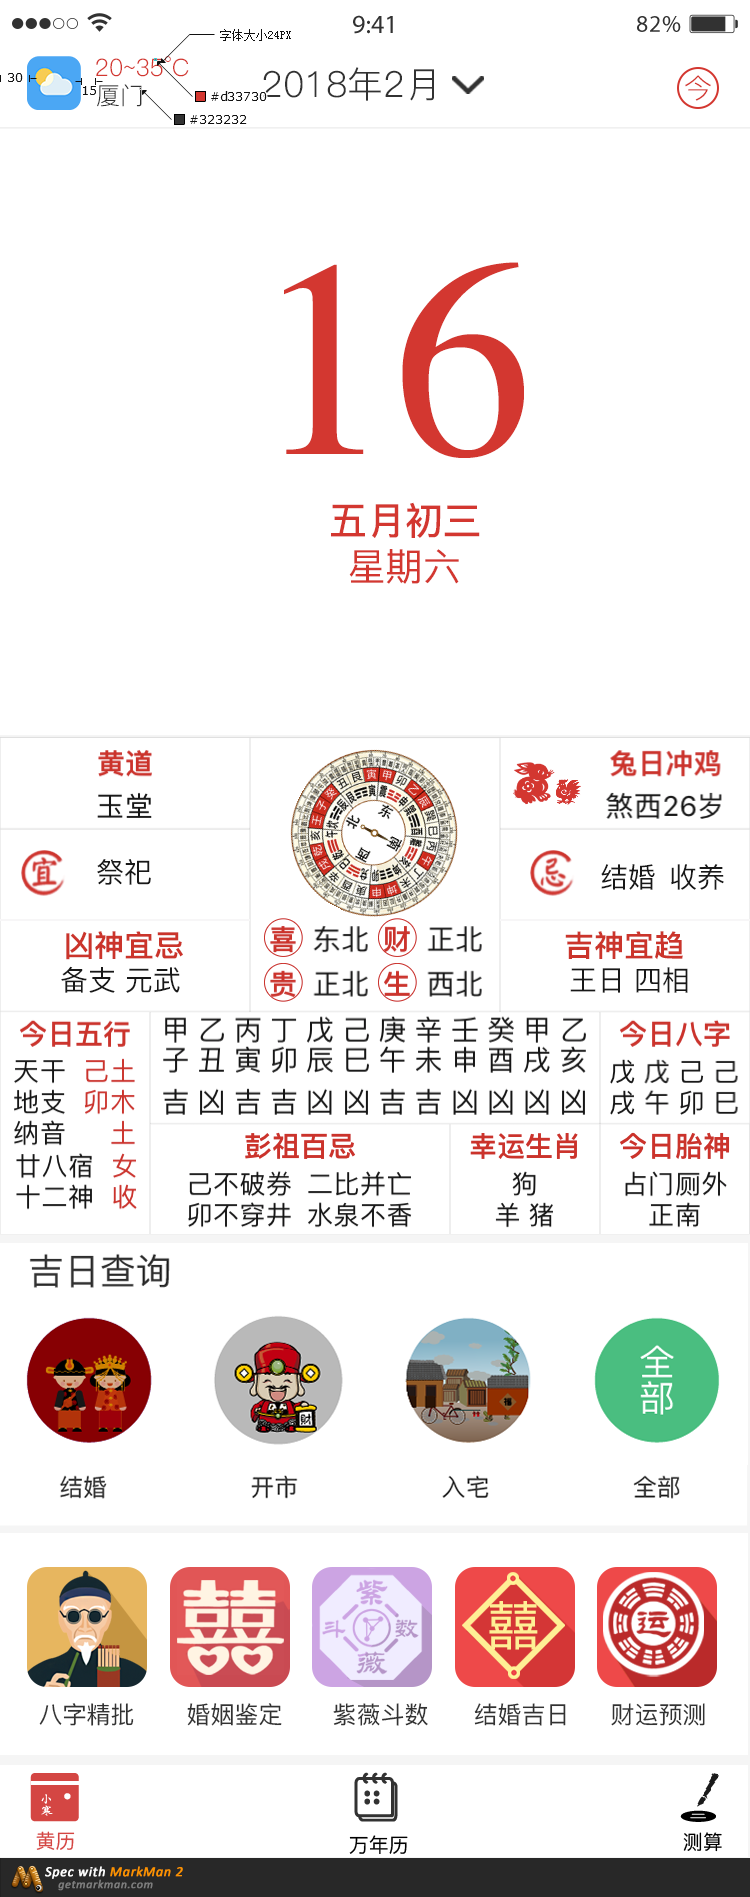 9:41
82%
字体大小24PX
20~35°C
30
15
厦门
#d33730
#323232
2018年2月
今
16
五月初三
星期六
黄道
玉堂
宜
祭祀
凶神宜忌
备支 元武
北 东 南 西
喜 东北 财 正北
贵 正北 生 西北
兔日冲鸡
煞西26岁
忌
结婚 收养
吉神宜趋
王日 四相
今日五行
天干 己土
地支 卯木
纳音 土
廿八宿 女
十二神 收
甲 乙 丙 丁 戊 己 庚 辛 壬 癸 甲 乙
子 丑 寅 卯 辰 巳 午 未 申 酉 戌 亥
吉 凶 吉 吉 凶 凶 吉 吉 凶 凶 凶 凶
今日八字
戊 戊 己 己
戌 午 卯 巳
彭祖百忌
己不破券 二比并亡
卯不穿井 水泉不香
幸运生肖
狗
羊 猪
今日胎神
占门厕外
正南
吉日查询
财
福
全部
结婚
开市
入宅
全部
囍
紫薇斗数
囍
运
八字精批
婚姻鉴定
紫薇斗数
结婚吉日
财运预测
小寒
黄历
万年历
测算
Spec with MarkMan 2
getmarkman.com